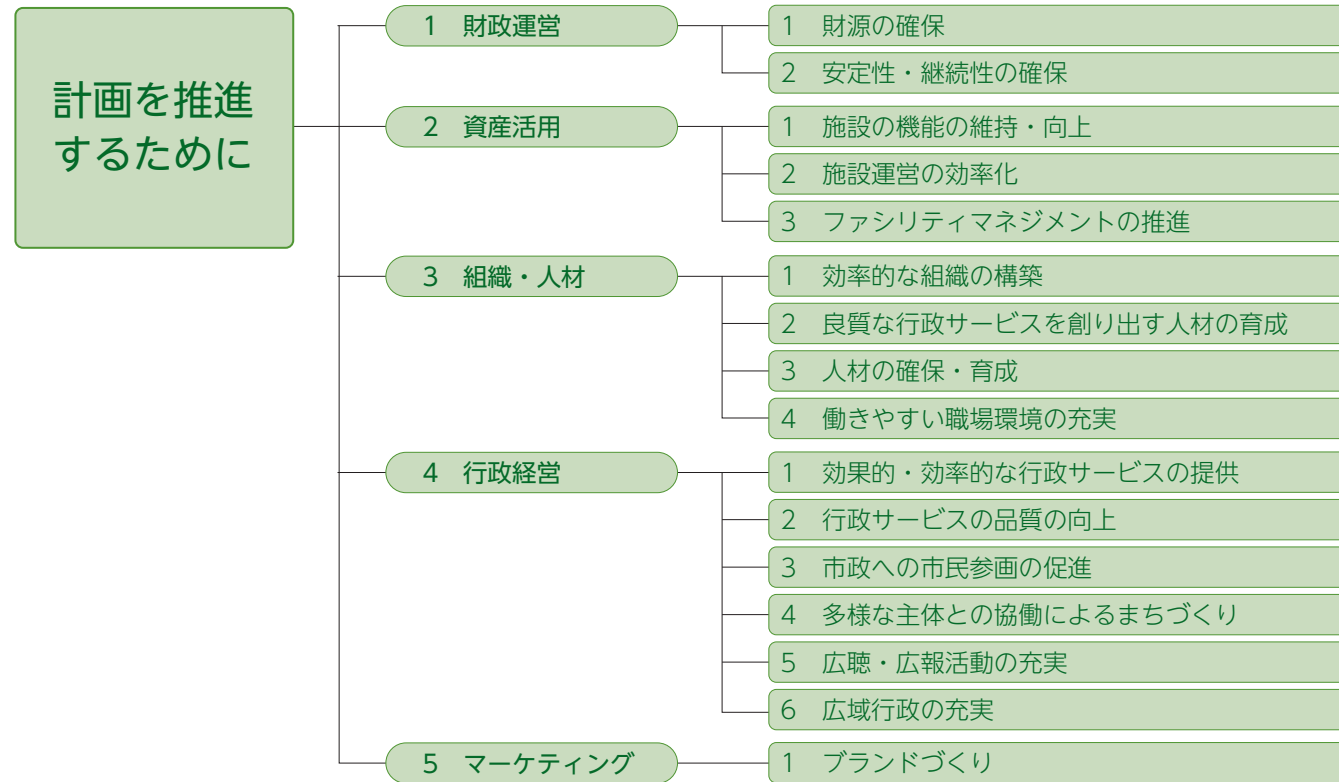 計画を推進
するために
1 財政運営
1 財源の確保
2 安定性・継続性の確保
2 資産活用
1 施設の機能の維持・向上
2 施設運営の効率化
3 ファシリティマネジメントの推進
3 組織・人材
1 効率的な組織の構築
2 良質な行政サービスを創り出す人材の育成
3 人材の確保・育成
4 働きやすい職場環境の充実
4 行政経営
1 効果的・効率的な行政サービスの提供
2 行政サービスの品質の向上
3 市政への市民参画の促進
4 多様な主体との協働によるまちづくり
5 広聴・広報活動の充実
6 広域行政の充実
5 マーケティング
1 ブランドづくり